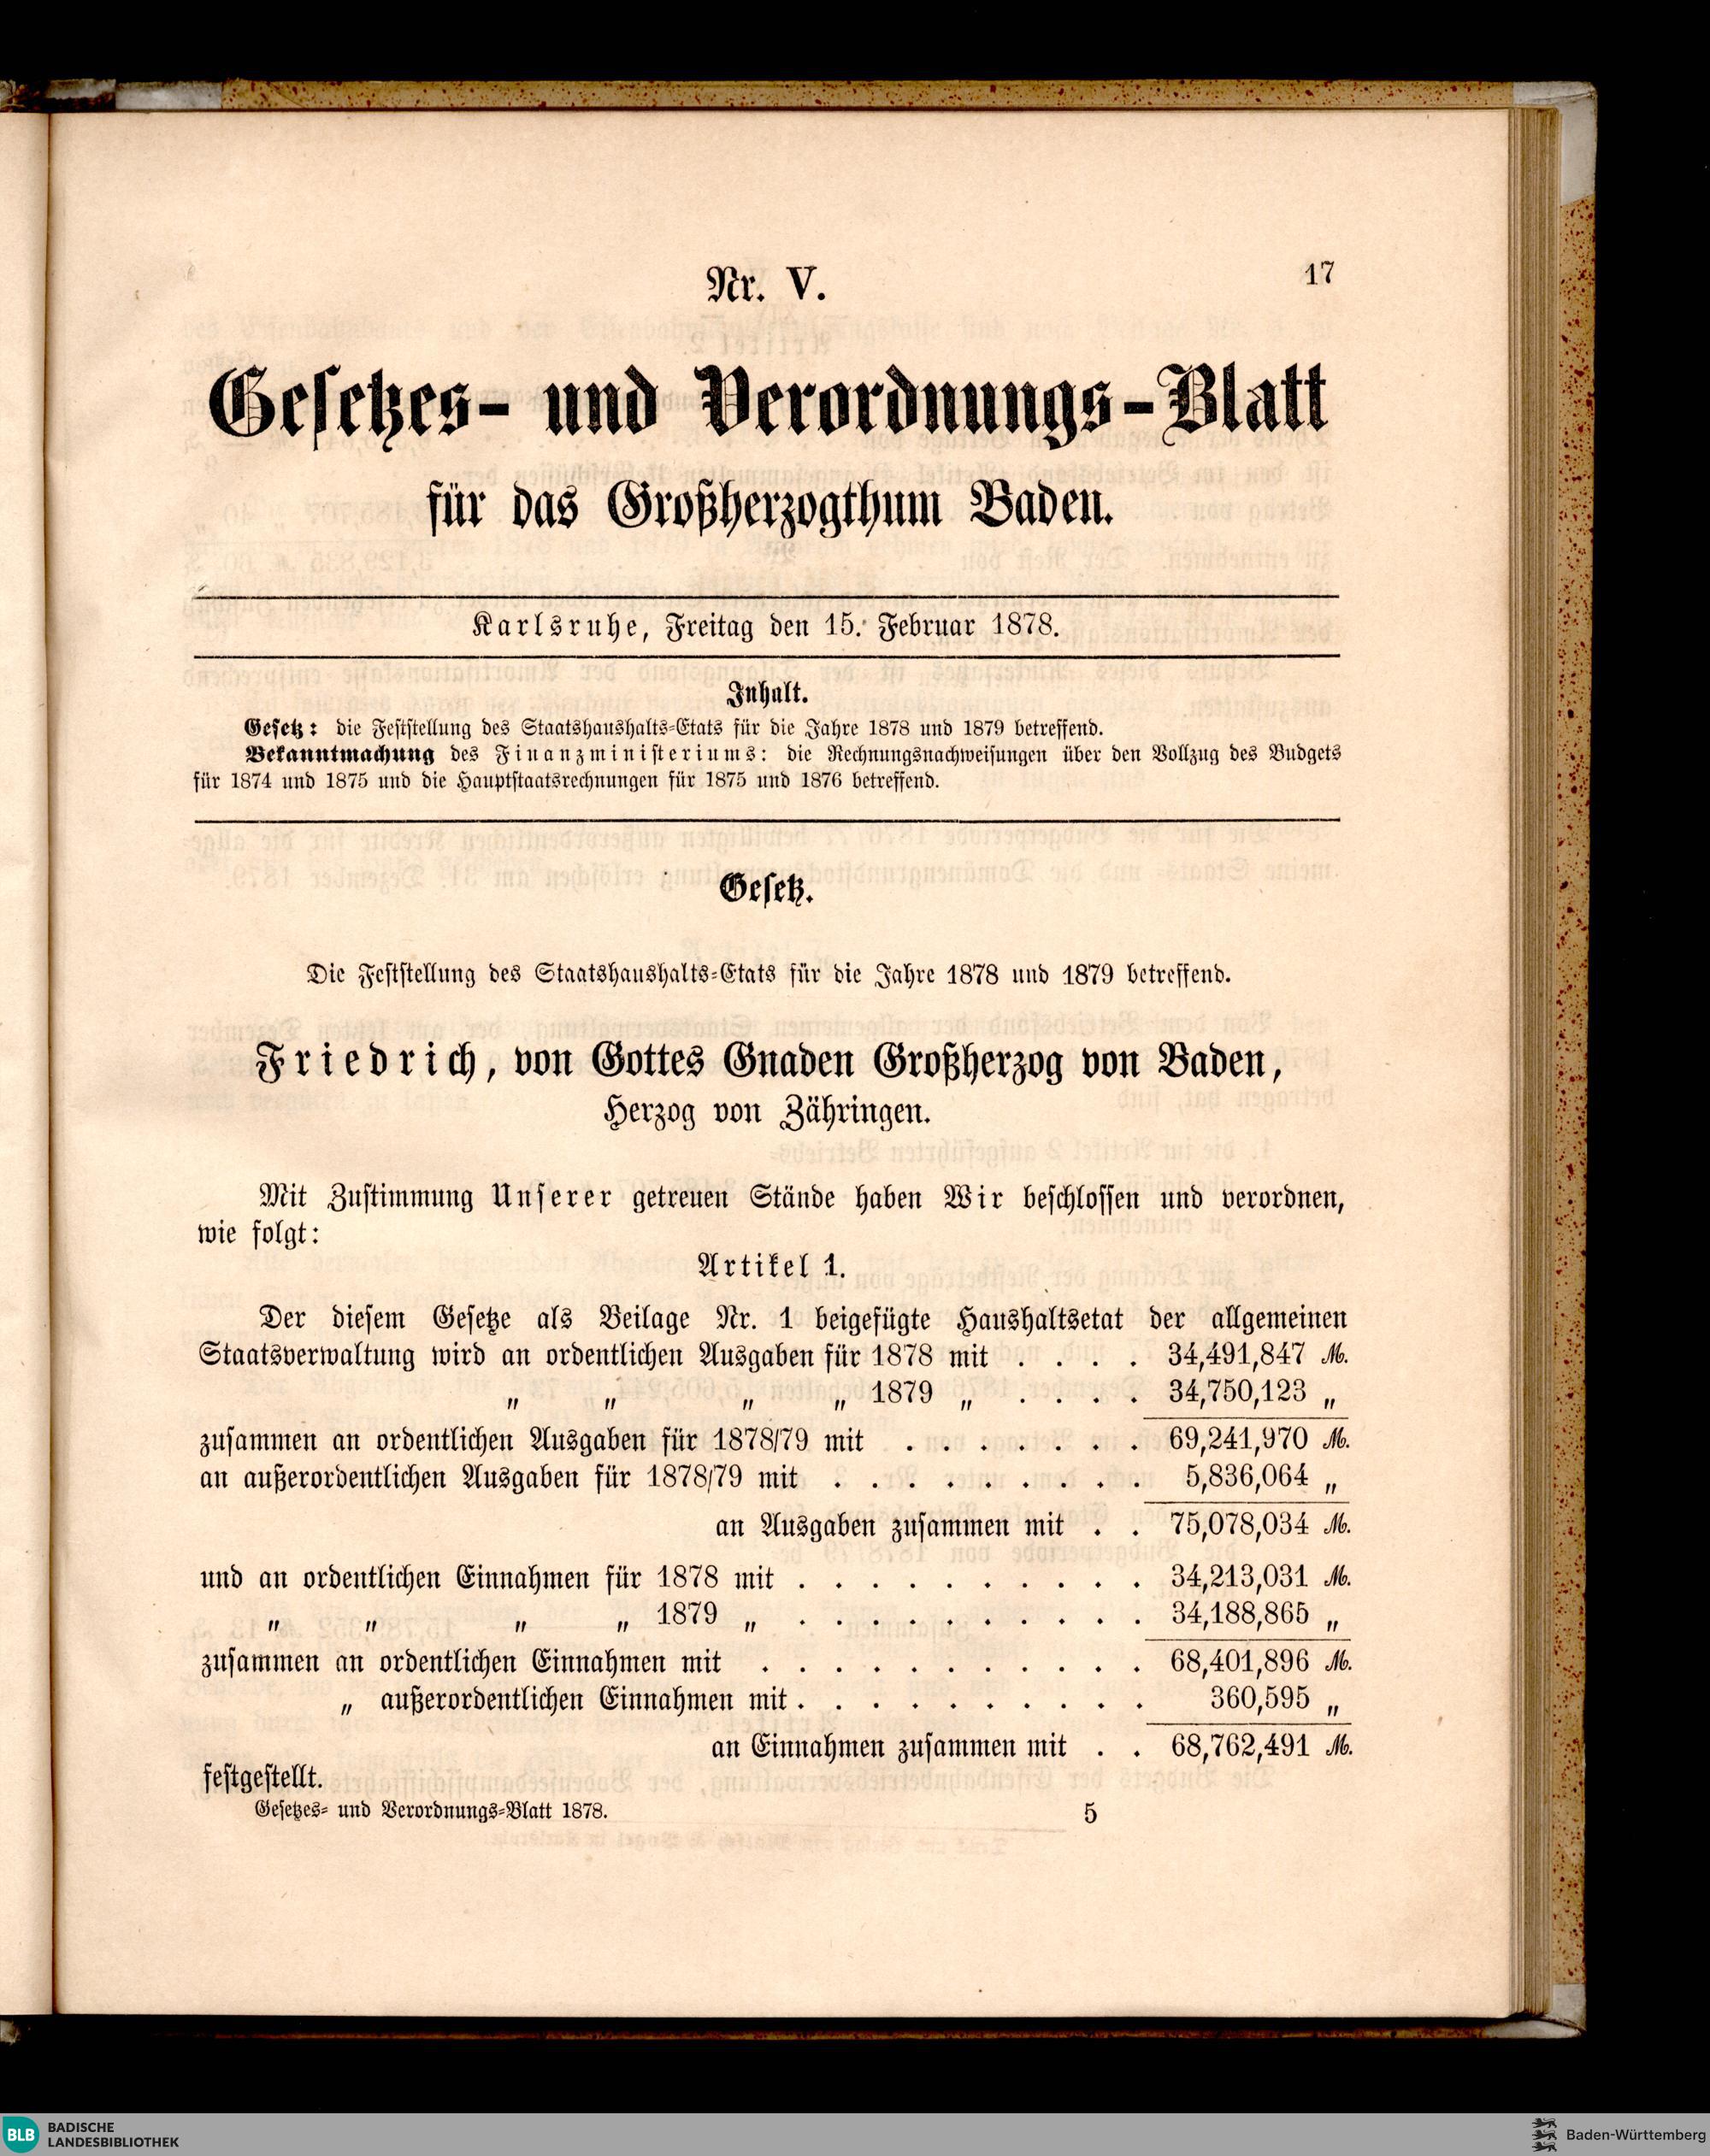 Nr. V.
17
Gesetzes- und Verordnungs-Blatt
für das Großherzogthum Baden.
Karlsruhe, Freitag den 15. Februar 1878.
Inhalt.
Gesetz: die Feststellung des Staatshaushalts-Etats für die Jahre 1878 und 1879 betreffend.
Bekanntmachung des Finanzministeriums: die Rechnungsnachweisungen über den Vollzug des Budgets
für 1874 und 1875 und die Hauptstaatsrechnungen für 1875 und 1876 betreffend.
Gesetz.
Die Feststellung des Staatshaushalts-Etats für die Jahre 1878 und 1879 betreffend.
Friedrich, von Gottes Gnaden Großherzog von Baden,
Herzog von Zähringen.
Mit Zustimmung Unserer getreuen Stände haben Wir beschlossen und verordnen,
wie folgt:
Artikel 1.
Der diesem Gesetze als Beilage Nr. 1 beigefügte Haushaltsetat der allgemeinen
Staatsverwaltung wird an ordentlichen Ausgaben für 1878 mit . . . . 34,491,847 M.
„ „ „ „ 1879 „ . . . . 34,750,123 „
zusammen an ordentlichen Ausgaben für 1878/79 mit . . . . . . . 69,241,970 M.
an außerordentlichen Ausgaben für 1878/79 mit . . . . . . . . . 5,836,064 „
an Ausgaben zusammen mit . . 75,078,034 M.
und an ordentlichen Einnahmen für 1878 mit . . . . . . . . . . 34,213,031 M.
„ „ „ „ 1879 „ . . . . . . . . . . 34,188,865 „
zusammen an ordentlichen Einnahmen mit . . . . . . . . . . . 68,401,896 M.
„ außerordentlichen Einnahmen mit . . . . . . . . . . 360,595 „
an Einnahmen zusammen mit . . 68,762,491 M.
festgestellt.
Gesetzes- und Verordnungs-Blatt 1878. 5
BLB BADISCHE
LANDESBIBLIOTHEK
Baden-Württemberg